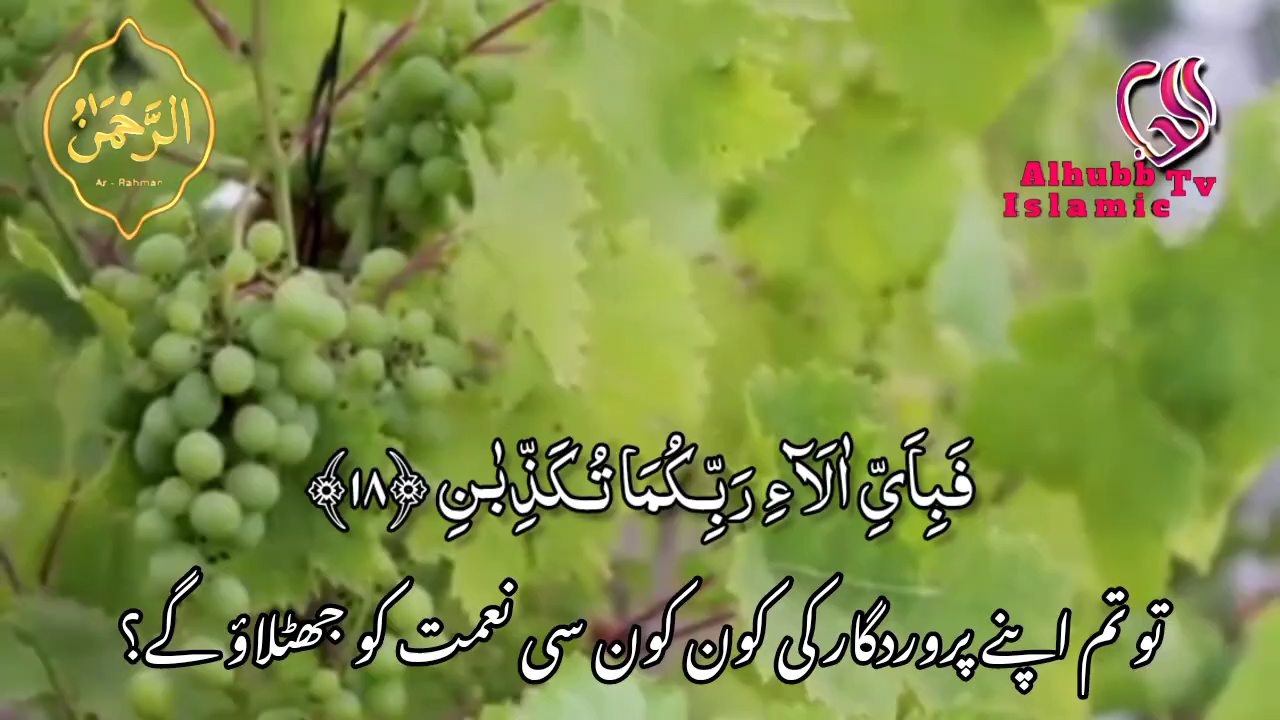 الرَّحْمٰن
Ar - Rahman
الحب
Alhubb Tv
Islamic
فَبِاَيِّ اٰلَآءِ رَبِّكُمَا تُكَذِّبٰنِ ﴿١٨﴾
تو تم اپنے پروردگار کی کون کون سی نعمت کو جھٹلاؤ گے؟